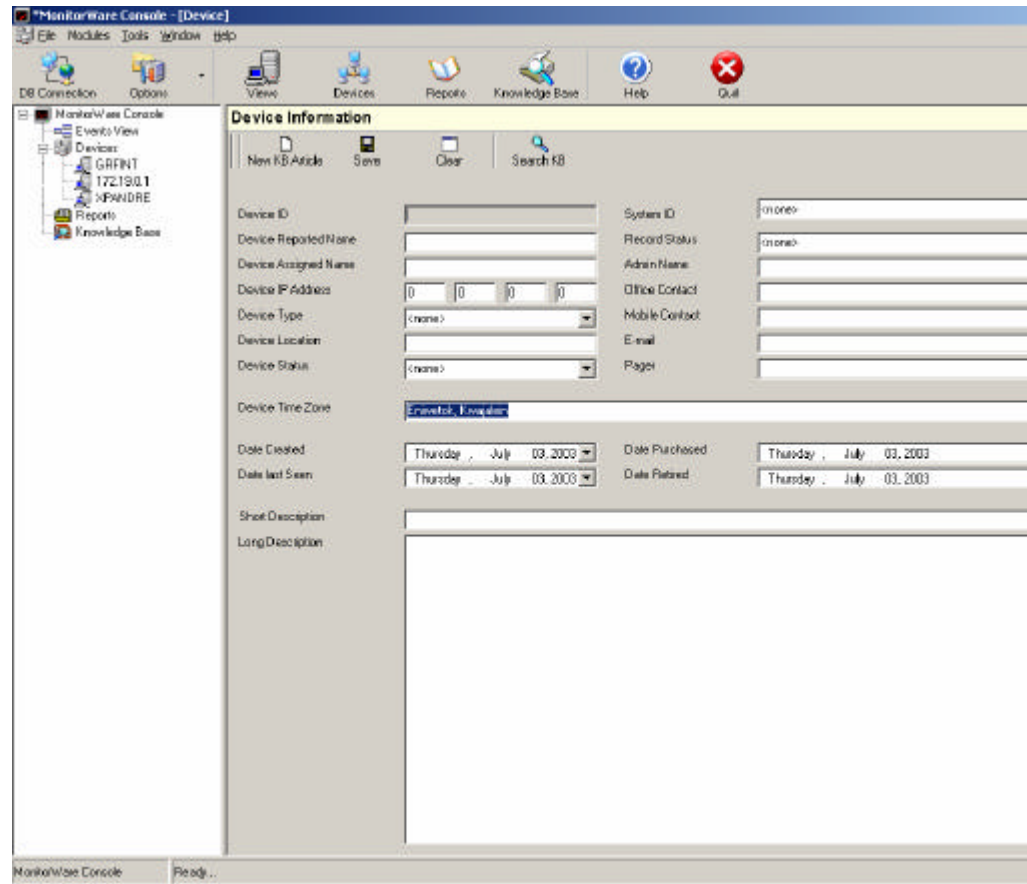 *MonitorWare Console - [Device]
File Modules Tools Window Help
DB Connection Options Views Devices Reports Knowledge Base Help Quit
MonitorWare Console
Events View
Devices
GRFINT
172.19.0.1
XPANDRE
Reports
Knowledge Base
Device Information
New KB Article Save Clear Search KB
Device ID System ID <none>
Device Reported Name Record Status <none>
Device Assigned Name Admin Name
Device IP Address 0 0 0 0 Office Contact
Device Type <none> Mobile Contact
Device Location E-mail
Device Status <none> Pager
Device Time Zone Eniwetok, Kwajalein
Date Created Thursday , July 03, 2003 Date Purchased Thursday , July 03, 2003
Date last Seen Thursday , July 03, 2003 Date Retired Thursday , July 03, 2003
Short Description
Long Description
MonitorWare Console Ready...